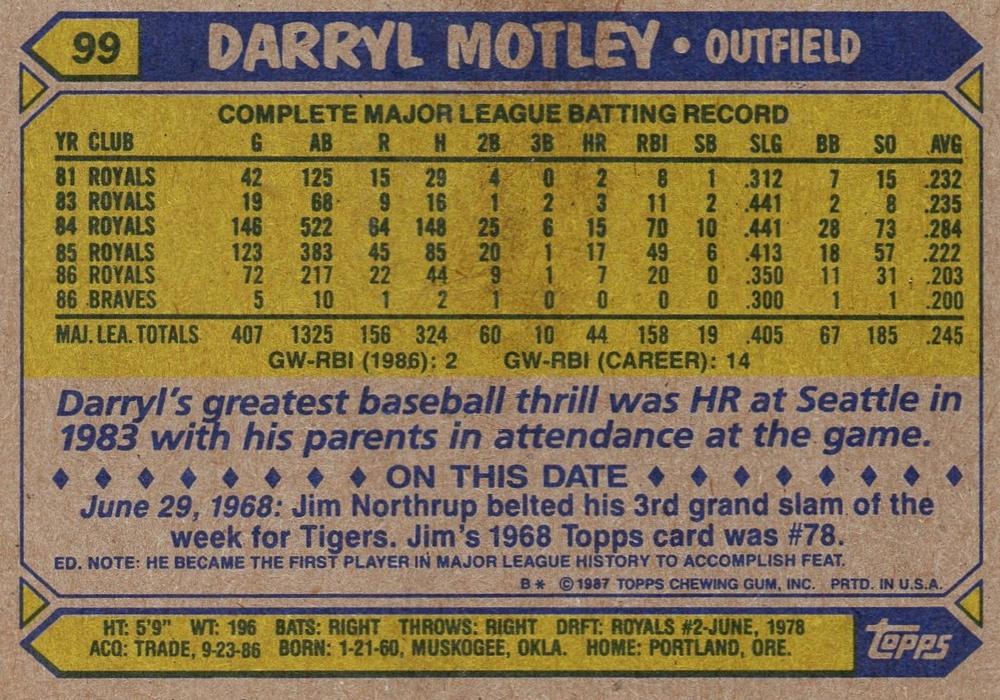 99 DARRYL MOTLEY • OUTFIELD
COMPLETE MAJOR LEAGUE BATTING RECORD
YR CLUB G AB R H 2B 3B HR RBI SB SLG BB SO AVG
81 ROYALS 42 125 15 29 4 0 2 8 1 .312 7 15 .232
83 ROYALS 19 68 9 16 1 2 3 11 2 .441 2 8 .235
84 ROYALS 146 522 64 148 25 6 15 70 10 .441 28 73 .284
85 ROYALS 123 383 45 85 20 1 17 49 6 .413 18 57 .222
86 ROYALS 72 217 22 44 9 1 7 20 0 .350 11 31 .203
86 BRAVES 5 10 1 2 1 0 0 0 0 .300 1 1 .200
MAJ. LEA. TOTALS 407 1325 156 324 60 10 44 158 19 .405 67 185 .245
GW-RBI (1986): 2 GW-RBI (CAREER): 14
Darryl's greatest baseball thrill was HR at Seattle in
1983 with his parents in attendance at the game.
ON THIS DATE
June 29, 1968: Jim Northrup belted his 3rd grand slam of the
week for Tigers. Jim's 1968 Topps card was #78.
ED. NOTE: HE BECAME THE FIRST PLAYER IN MAJOR LEAGUE HISTORY TO ACCOMPLISH FEAT.
B* ©1987 TOPPS CHEWING GUM, INC. PRTD. IN U.S.A.
HT: 5'9" WT: 196 BATS: RIGHT THROWS: RIGHT DRFT: ROYALS #2-JUNE, 1978
ACQ: TRADE, 9-23-86 BORN: 1-21-60, MUSKOGEE, OKLA. HOME: PORTLAND, ORE.
topps